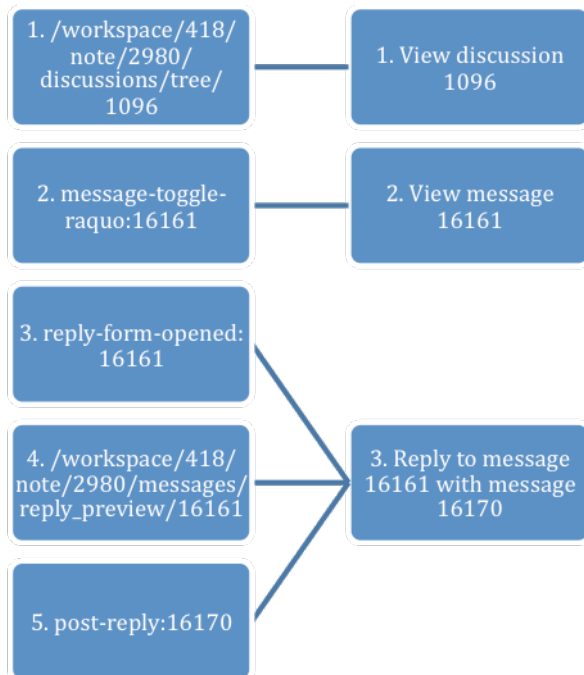 1. /workspace/418/
note/2980/
discussions/tree/
1096
1. View discussion
1096
2. message-toggle-
raquo:16161
2. View message
16161
3. reply-form-opened:
16161
4. /workspace/418/
note/2980/messages/
reply_preview/16161
3. Reply to message
16161 with message
16170
5. post-reply:16170